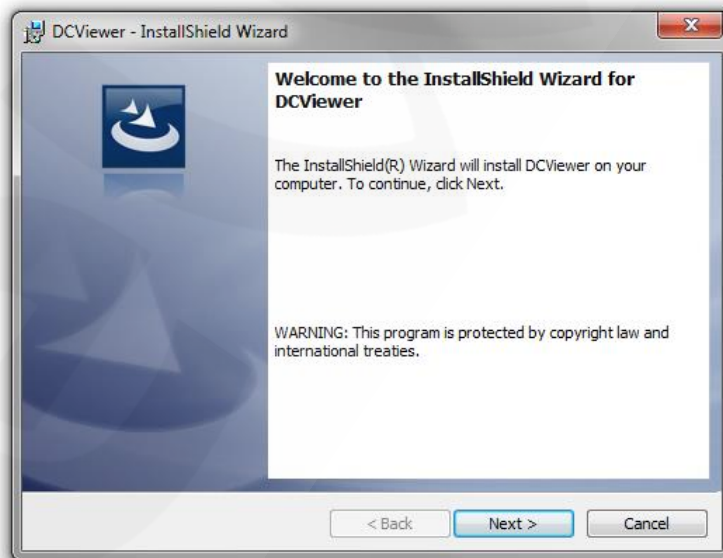 DCViewer - InstallShield Wizard
Welcome to the InstallShield Wizard for
DCViewer
The InstallShield(R) Wizard will install DCViewer on your
computer. To continue, click Next.
WARNING: This program is protected by copyright law and
international treaties.
< Back
Next >
Cancel